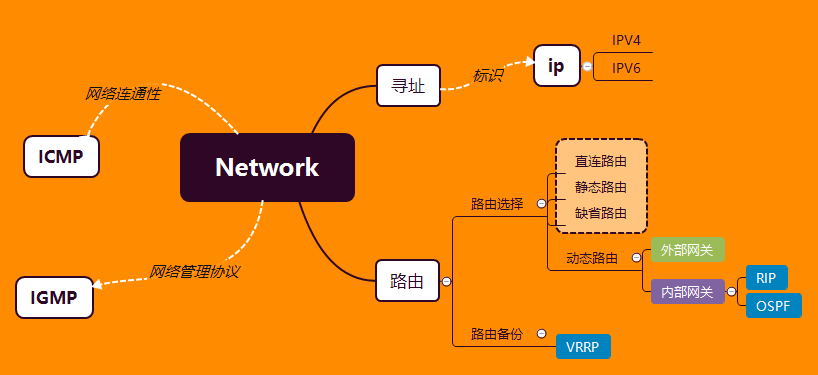 Network
寻址
标识
ip
IPV4
IPV6
网络连通性
ICMP
网络管理协议
IGMP
路由
路由选择
直连路由
静态路由
缺省路由
动态路由
外部网关
内部网关
RIP
OSPF
路由备份
VRRP